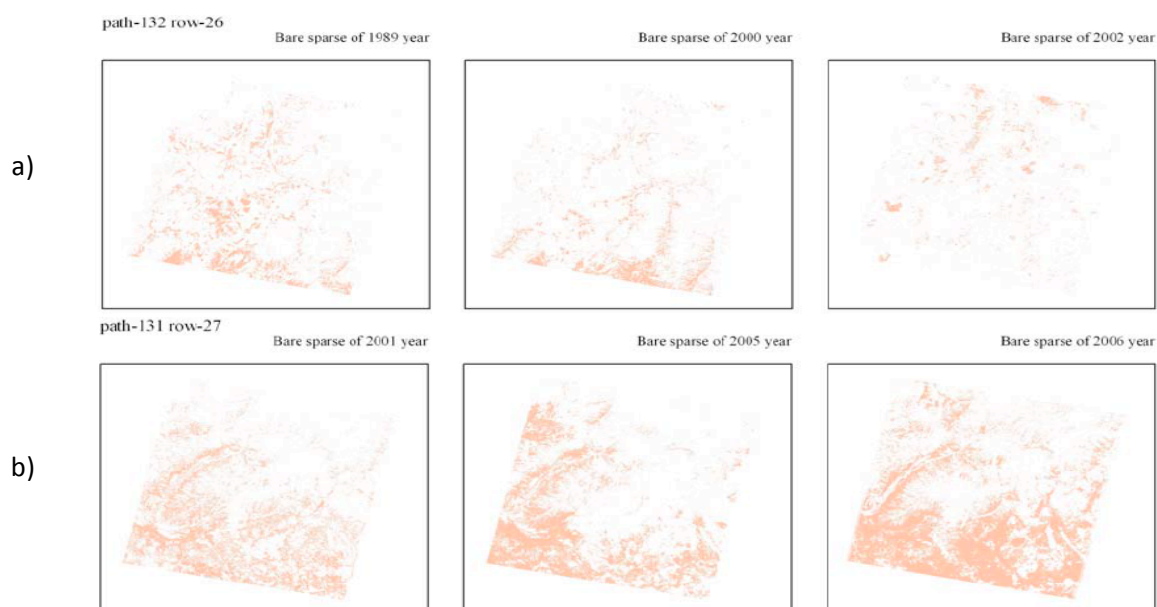 path-132 row-26
Bare sparse of 1989 year
Bare sparse of 2000 year
Bare sparse of 2002 year
a)
path-131 row-27
Bare sparse of 2001 year
Bare sparse of 2005 year
Bare sparse of 2006 year
b)